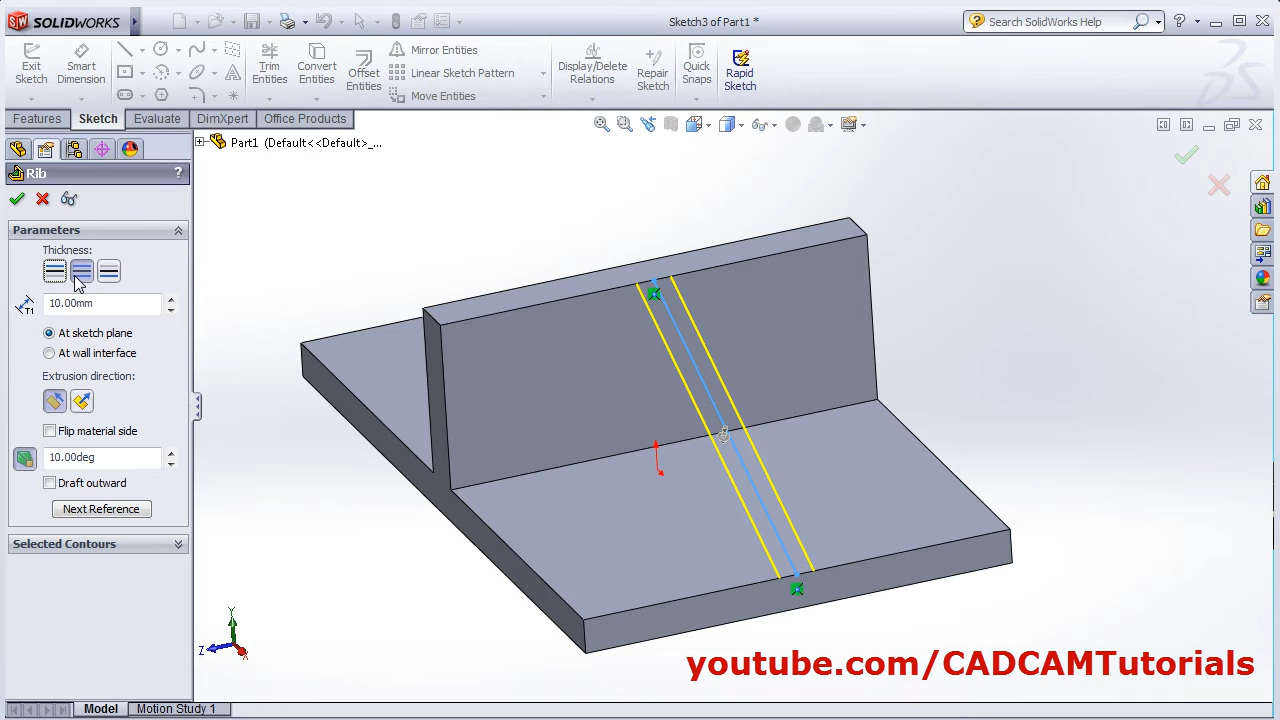 SOLIDWORKS
Sketch3 of Part1 *
Search SolidWorks Help
Exit Sketch
Smart Dimension
Trim Entities
Convert Entities
Offset Entities
Mirror Entities
Linear Sketch Pattern
Move Entities
Display/Delete Relations
Repair Sketch
Quick Snaps
Rapid Sketch
Features
Sketch
Evaluate
DimXpert
Office Products
Part1 (Default<<Default>_...
Rib
?
Parameters
Thickness:
T1
10.00mm
At sketch plane
At wall interface
Extrusion direction:
Flip material side
10.00deg
Draft outward
Next Reference
Selected Contours
Y
Z
X
youtube.com/CADCAMTutorials
Model
Motion Study 1